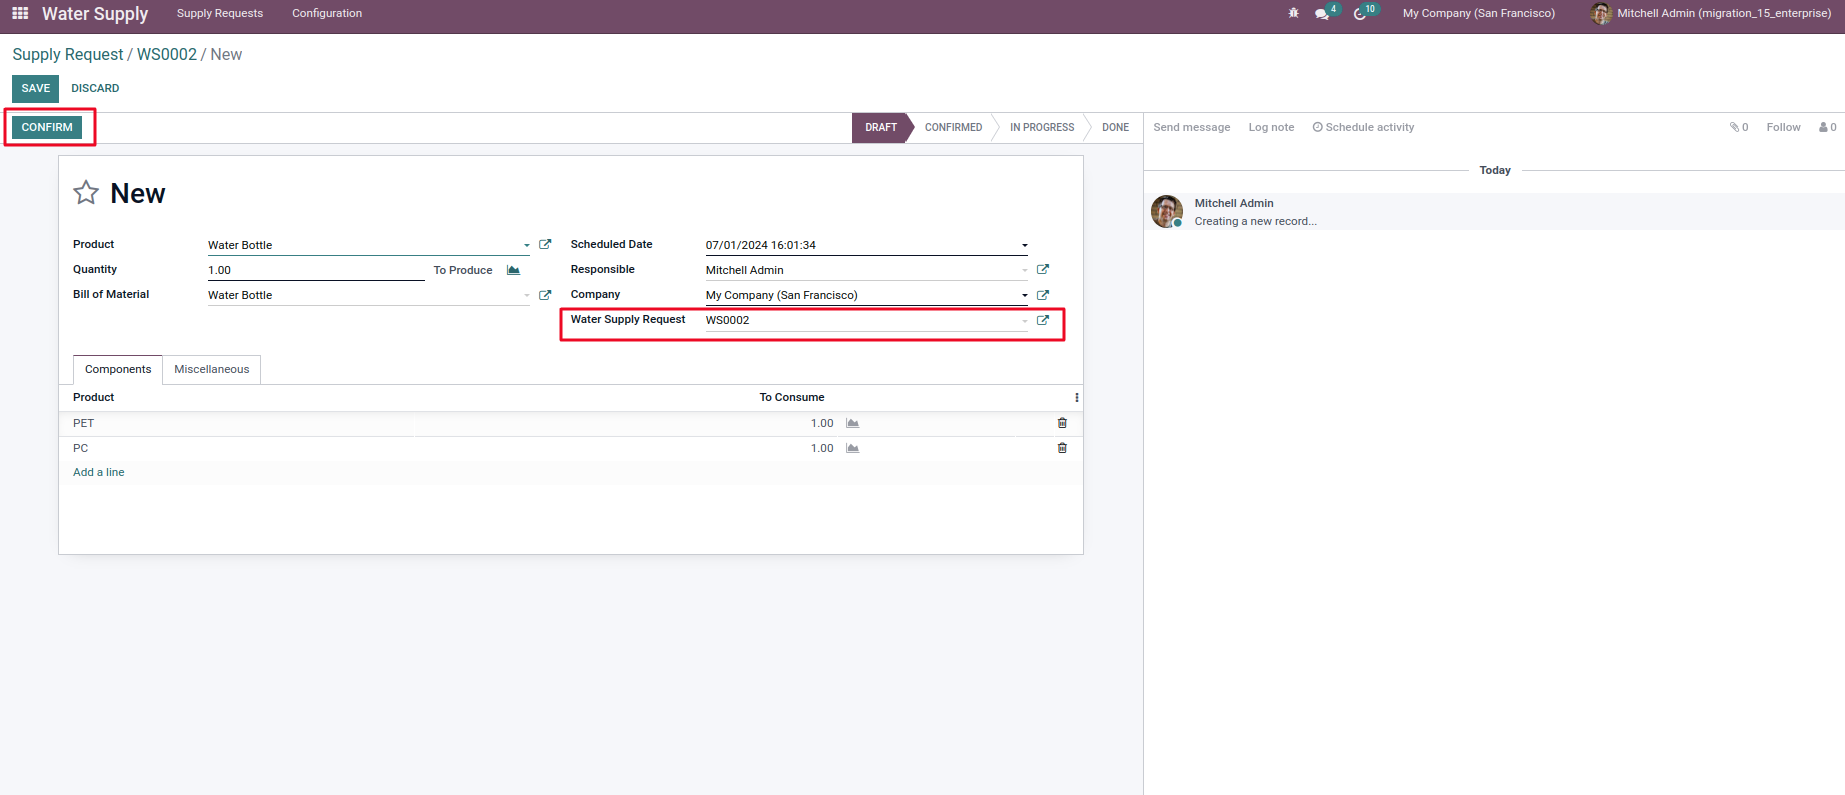 Water Supply Supply Requests Configuration 4 10 My Company (San Francisco) Mitchell Admin (migration_15_enterprise)
Supply Request / WS0002 / New
SAVE DISCARD
CONFIRM DRAFT CONFIRMED IN PROGRESS DONE Send message Log note Schedule activity 0 Follow 0
Today
New
Mitchell Admin
Creating a new record...
Product Water Bottle Scheduled Date 07/01/2024 16:01:34
Quantity 1.00 To Produce Responsible Mitchell Admin
Bill of Material Water Bottle Company My Company (San Francisco)
Water Supply Request WS0002
Components Miscellaneous
Product To Consume
PET 1.00
PC 1.00
Add a line